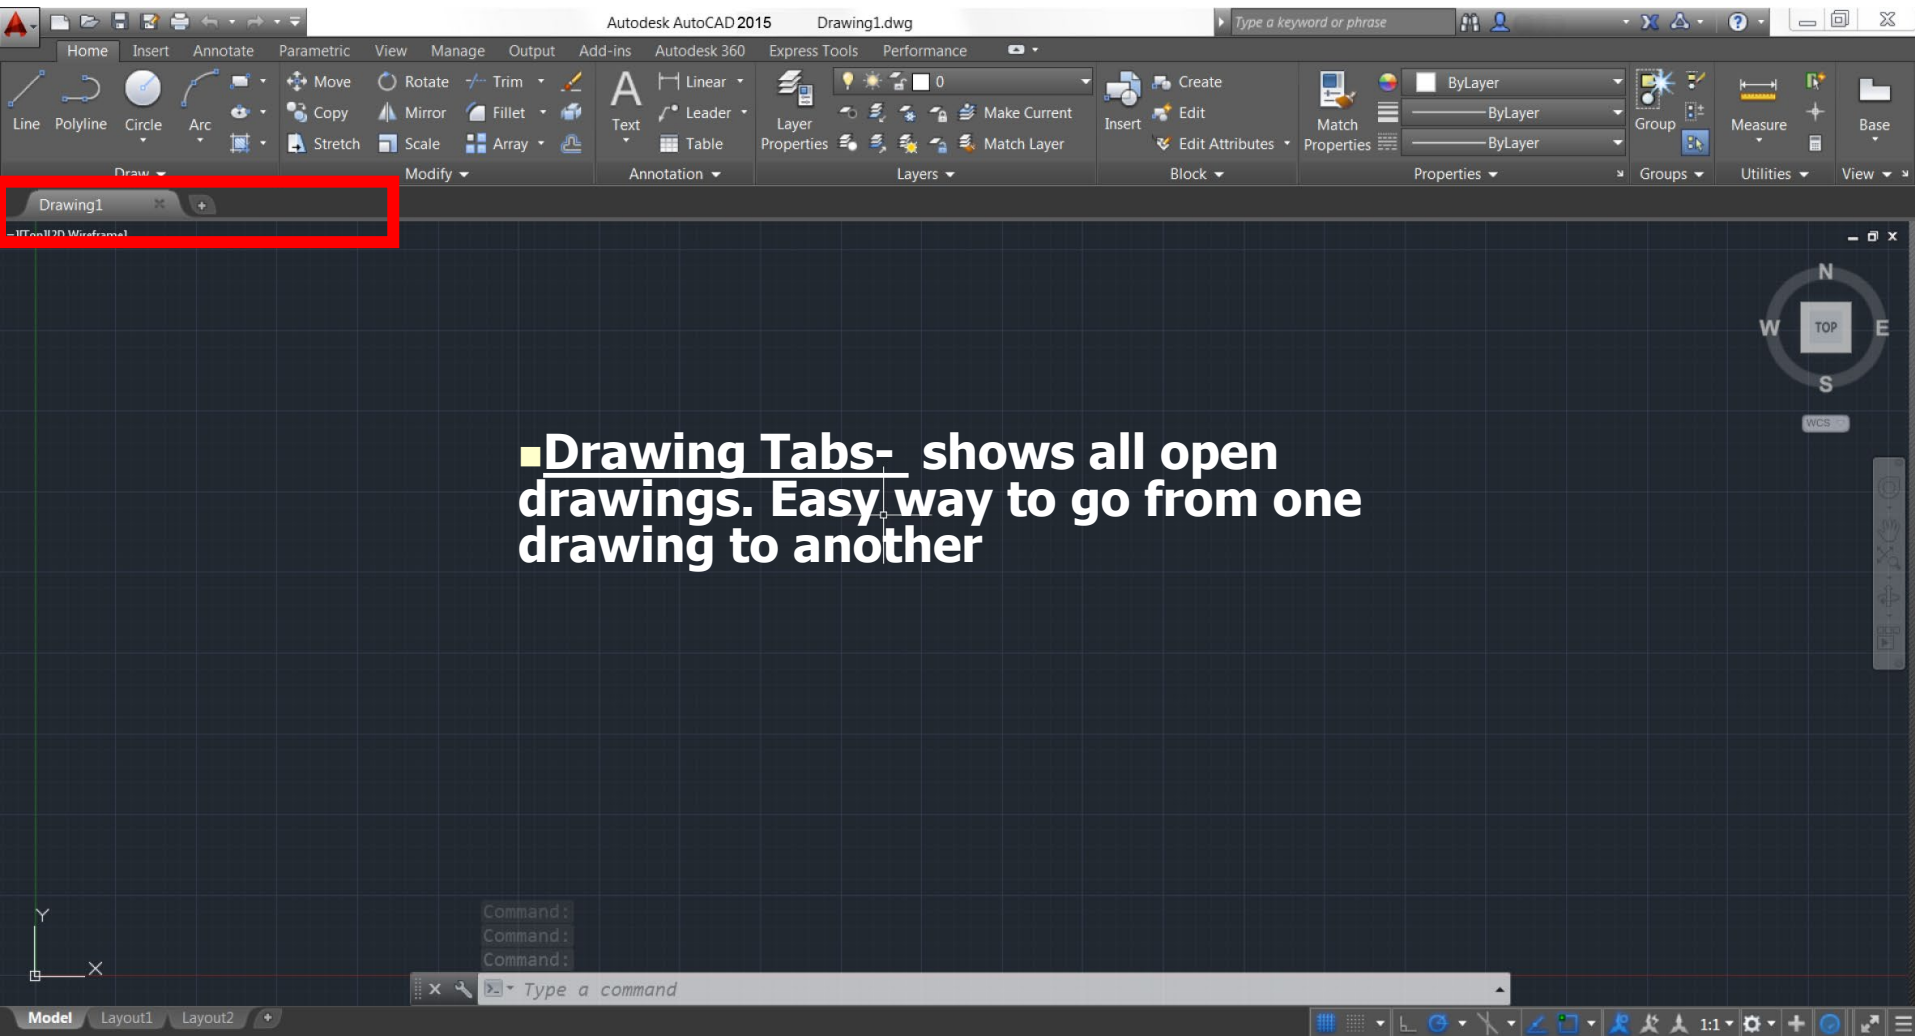 Autodesk AutoCAD 2015 Drawing1.dwg Type a keyword or phrase
Home Insert Annotate Parametric View Manage Output Add-ins Autodesk 360 Express Tools Performance
Move Rotate Trim Linear 0 Create ByLayer
Copy Mirror Fillet Leader Make Current Edit ByLayer
Line Polyline Circle Arc Text Layer Insert Match Group Measure Base
Stretch Scale Array Table Properties Match Layer Edit Attributes Properties ByLayer
Draw Modify Annotation Layers Block Properties Groups Utilities View
Drawing1
[Top][2D Wireframe]
N
W TOP E
S
WCS
Drawing Tabs- shows all open
drawings. Easy way to go from one
drawing to another
Y
X
Command:
Command:
Command:
Type a command
Model Layout1 Layout2 1:1